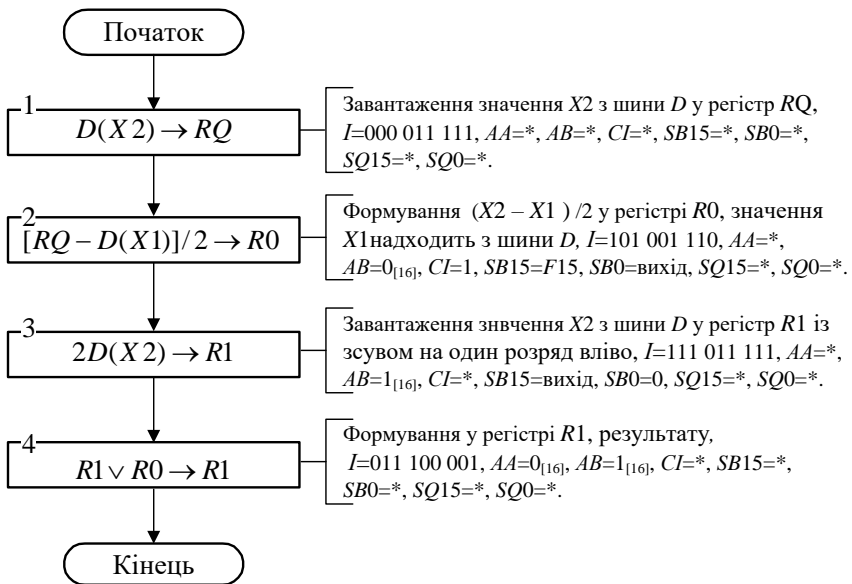 Початок
1
D(X2) → RQ
Завантаження значення X2 з шини D у регістр RQ,
I=000 011 111, AA=*, AB=*, CI=*, SB15=*, SB0=*,
SQ15=*, SQ0=*.
2
[RQ − D(X1)]/2 → R0
Формування (X2 – X1 ) /2 у регістрі R0, значення
X1надходить з шини D, I=101 001 110, AA=*,
AB=0[16], CI=1, SB15=F15, SB0=вихід, SQ15=*, SQ0=*.
3
2D(X2) → R1
Завантаження знвчення X2 з шини D у регістр R1 із
зсувом на один розряд вліво, I=111 011 111, AA=*,
AB=1[16], CI=*, SB15=вихід, SB0=0, SQ15=*, SQ0=*.
4
R1 ∨ R0 → R1
Формування у регістрі R1, результату,
I=011 100 001, AA=0[16], AB=1[16], CI=*, SB15=*,
SB0=*, SQ15=*, SQ0=*.
Кінець